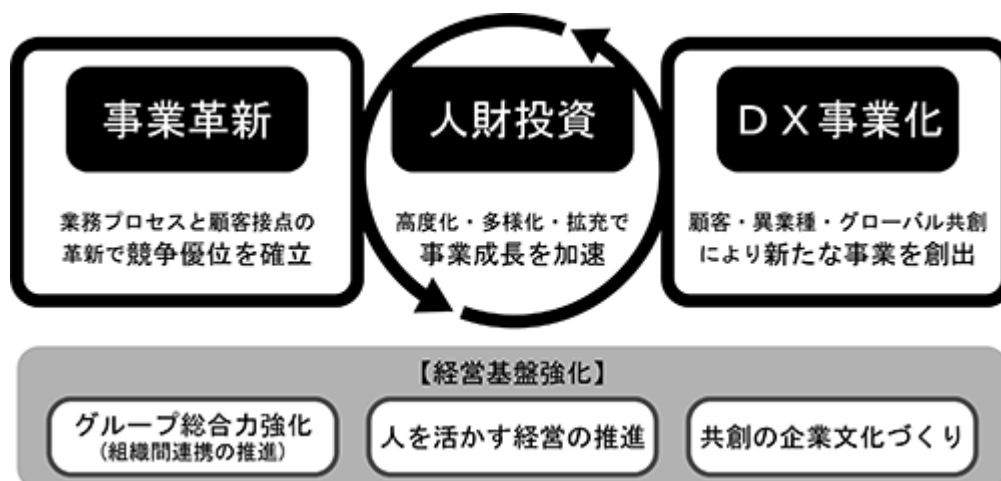 事業革新
業務プロセスと顧客接点の
革新で競争優位を確立
人財投資
高度化・多様化・拡充で
事業成長を加速
ＤＸ事業化
顧客・異業種・グローバル共創
により新たな事業を創出
【経営基盤強化】
グループ総合力強化
(組織間連携の推進)
人を活かす経営の推進
共創の企業文化づくり